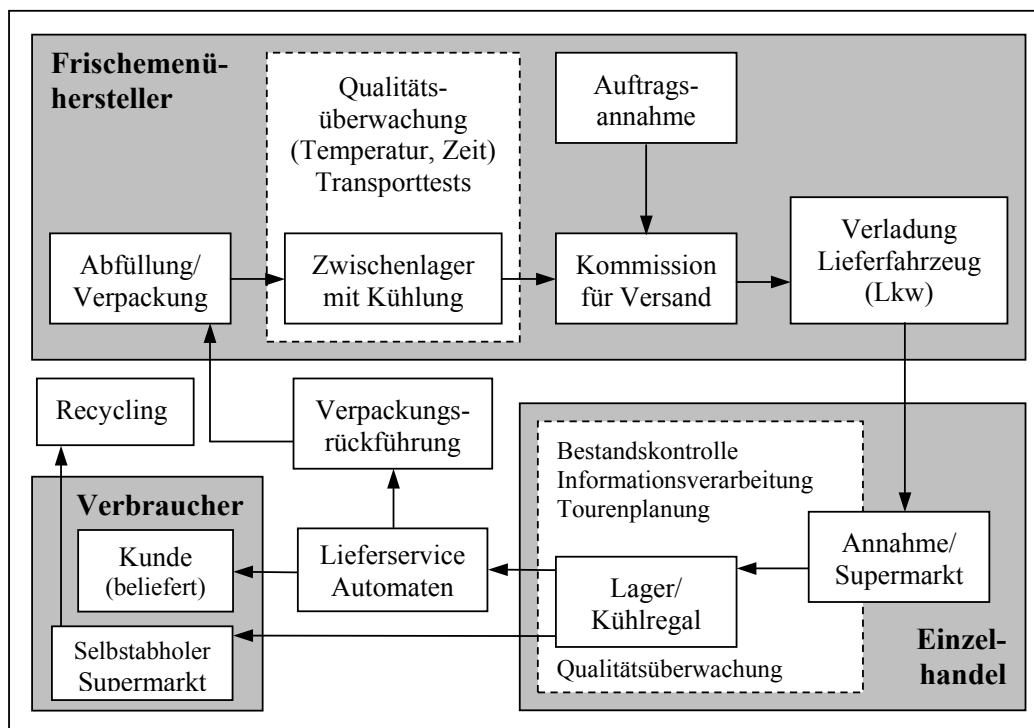 Frischemenü-
hersteller
Qualitäts-
überwachung
(Temperatur, Zeit)
Transporttests
Auftrags-
annahme
Abfüllung/
Verpackung
Zwischenlager
mit Kühlung
Kommission
für Versand
Verladung
Lieferfahrzeug
(Lkw)
Recycling
Verpackungs-
rückführung
Verbraucher
Kunde
(beliefert)
Selbstabholer
Supermarkt
Lieferservice
Automaten
Bestandskontrolle
Informationsverarbeitung
Tourenplanung
Lager/
Kühlregal
Qualitätsüberwachung
Annahme/
Supermarkt
Einzel-
handel